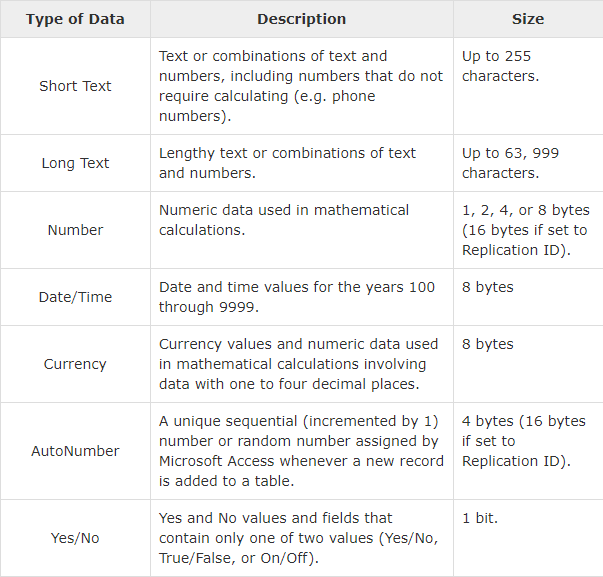 Type of Data Description Size
Short Text
Text or combinations of text and
numbers, including numbers that do not
require calculating (e.g. phone
numbers).
Up to 255
characters.
Long Text
Lengthy text or combinations of text
and numbers.
Up to 63, 999
characters.
Number
Numeric data used in mathematical
calculations.
1, 2, 4, or 8 bytes
(16 bytes if set to
Replication ID).
Date/Time
Date and time values for the years 100
through 9999.
8 bytes
Currency
Currency values and numeric data used
in mathematical calculations involving
data with one to four decimal places.
8 bytes
AutoNumber
A unique sequential (incremented by 1)
number or random number assigned by
Microsoft Access whenever a new record
is added to a table.
4 bytes (16 bytes
if set to
Replication ID).
Yes/No
Yes and No values and fields that
contain only one of two values (Yes/No,
True/False, or On/Off).
1 bit.